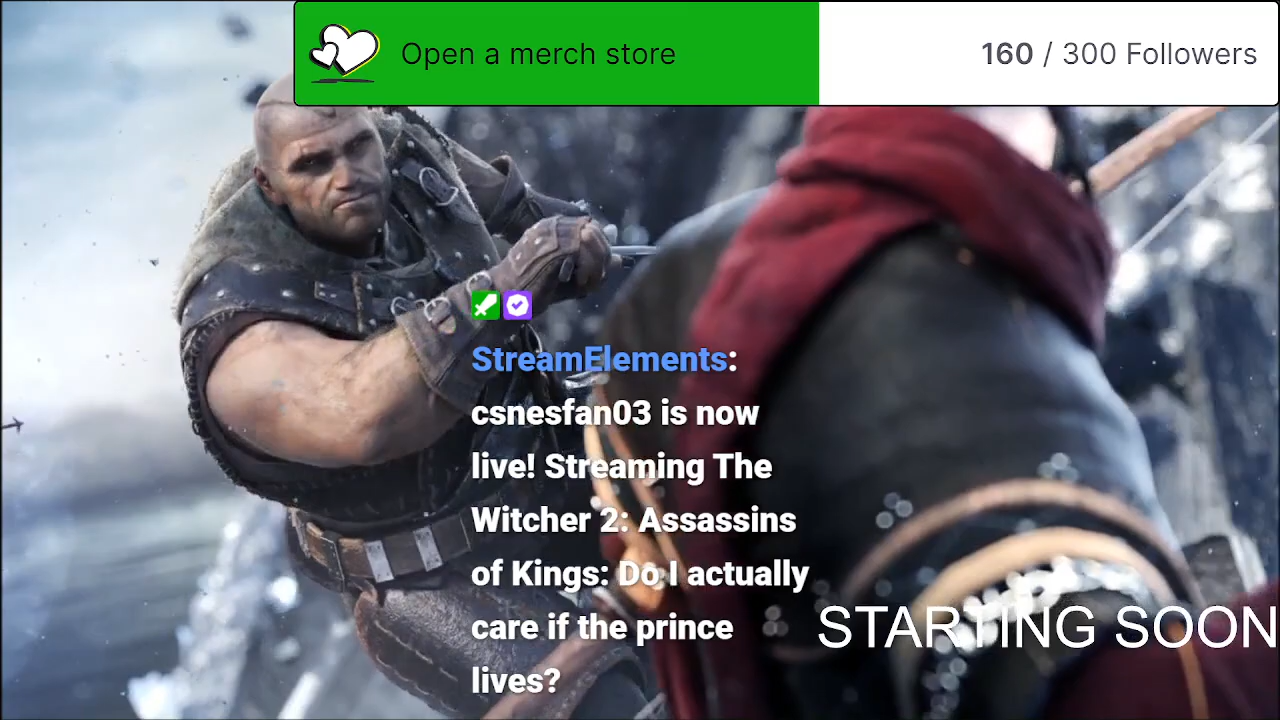 Open a merch store
160 / 300 Followers
StreamElements:
csnesfan03 is now
live! Streaming The
Witcher 2: Assassins
of Kings: Do I actually
care if the prince
lives?
STARTING SOON